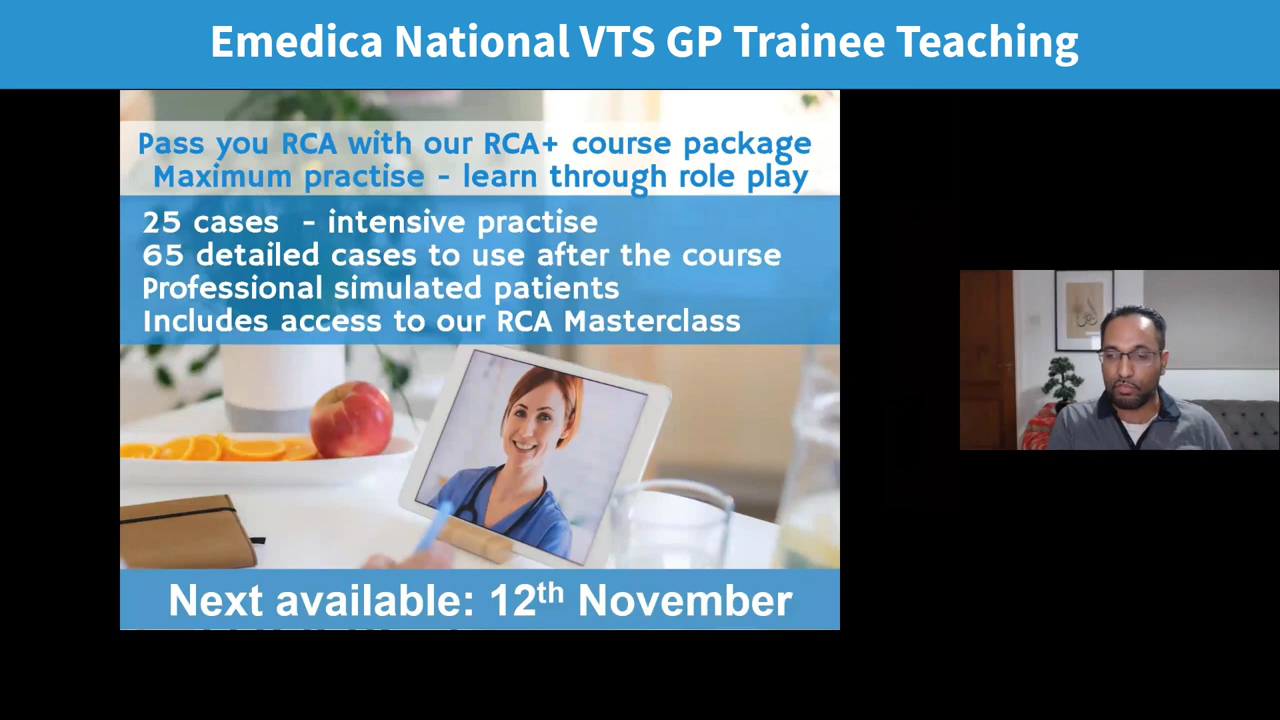 Emedica National VTS GP Trainee Teaching
Pass you RCA with our RCA+ course package
Maximum practise - learn through role play
25 cases - intensive practise
65 detailed cases to use after the course
Professional simulated patients
Includes access to our RCA Masterclass
Next available: 12th November